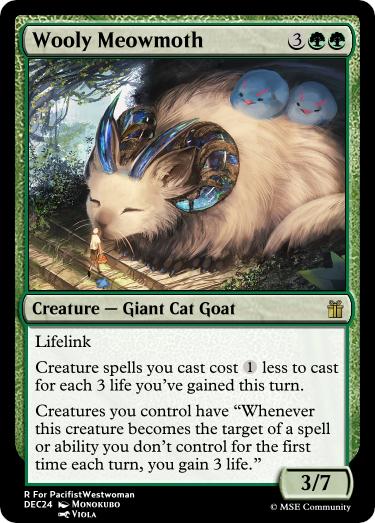 Wooly Meowmoth 3
Creature — Giant Cat Goat
Lifelink
Creature spells you cast cost 1 less to cast
for each 3 life you’ve gained this turn.
Creatures you control have “Whenever
this creature becomes the target of a spell
or ability you don’t control for the first
time each turn, you gain 3 life.”
3/7
R For PacifistWestwoman
DEC24 Monokubo
Viola
© MSE Community